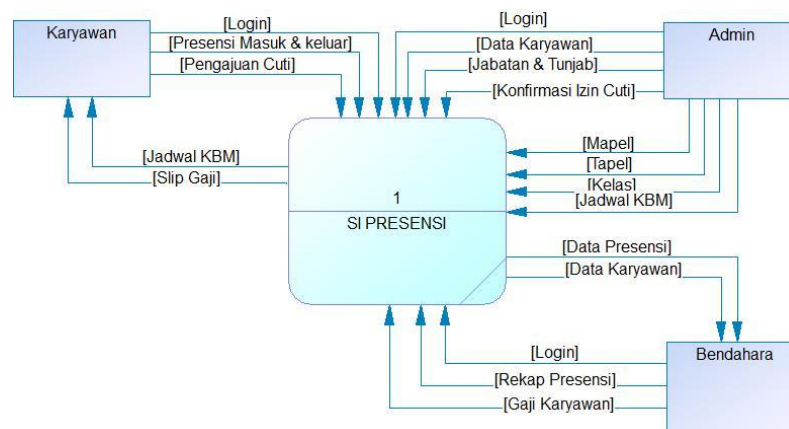 Karyawan
[Login]
[Presensi Masuk & keluar]
[Pengajuan Cuti]
[Login]
[Data Karyawan]
[Jabatan & Tunjab]
[Konfirmasi Izin Cuti]
Admin
[Mapel]
[Tapel]
[Kelas]
[Jadwal KBM]
[Jadwal KBM]
[Slip Gaji]
1
SI PRESENSI
[Data Presensi]
[Data Karyawan]
[Login]
[Rekap Presensi]
[Gaji Karyawan]
Bendahara